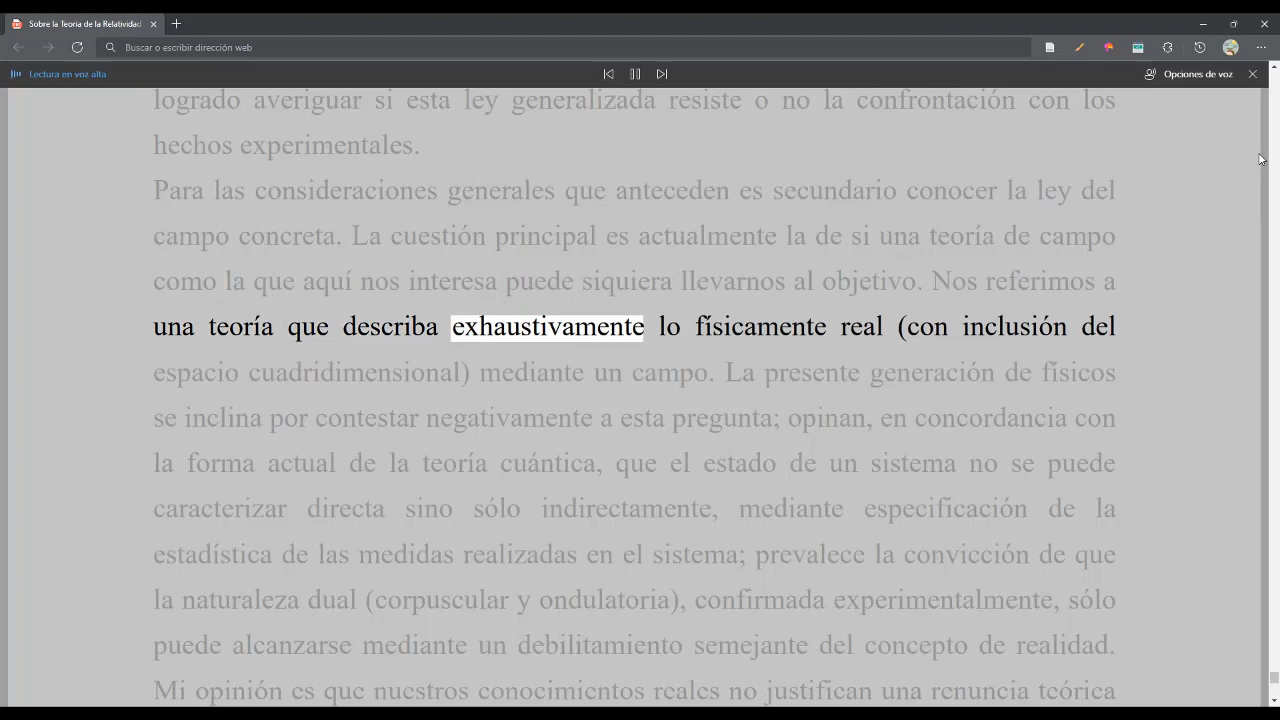 Sobre la Teoria de la Relatividad
Buscar o escribir dirección web
Lectura en voz alta
Opciones de voz
logrado averiguar si esta ley generalizada resiste o no la confrontación con los
hechos experimentales.
Para las consideraciones generales que anteceden es secundario conocer la ley del
campo concreta. La cuestión principal es actualmente la de si una teoría de campo
como la que aquí nos interesa puede siquiera llevarnos al objetivo. Nos referimos a
una teoría que describa exhaustivamente lo físicamente real (con inclusión del
espacio cuadridimensional) mediante un campo. La presente generación de físicos
se inclina por contestar negativamente a esta pregunta; opinan, en concordancia con
la forma actual de la teoría cuántica, que el estado de un sistema no se puede
caracterizar directa sino sólo indirectamente, mediante especificación de la
estadística de las medidas realizadas en el sistema; prevalece la convicción de que
la naturaleza dual (corpuscular y ondulatoria), confirmada experimentalmente, sólo
puede alcanzarse mediante un debilitamiento semejante del concepto de realidad.
Mi opinión es que nuestros conocimientos reales no justifican una renuncia teórica